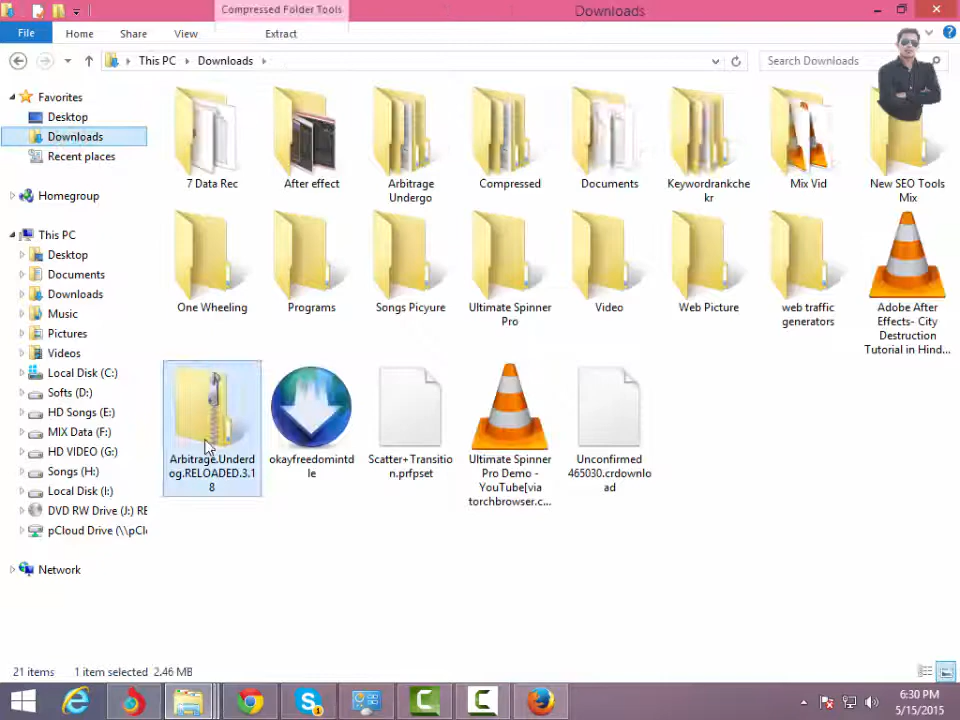 Compressed Folder Tools
Downloads
File
Home
Share
View
Extract
This PC
Downloads
Search Downloads
Favorites
Desktop
Downloads
Recent places
Homegroup
This PC
Desktop
Documents
Downloads
Music
Pictures
Videos
Local Disk (C:)
Softs (D:)
HD Songs (E:)
MIX Data (F:)
HD VIDEO (G:)
Songs (H:)
Local Disk (I:)
DVD RW Drive (J:) RE
pCloud Drive (\\pCl
Network
7 Data Rec
After effect
Arbitrage
Undergo
Compressed
Documents
Keywordrankche
kr
Mix Vid
New SEO Tools
Mix
One Wheeling
Programs
Songs Picyure
Ultimate Spinner
Pro
Video
Web Picture
web traffic
generators
Adobe After
Effects- City
Destruction
Tutorial in Hind...
Arbitrage.Underd
og.RELOADED.3.1
8
okayfreedomintd
le
Scatter+Transitio
n.prfpset
Ultimate Spinner
Pro Demo -
YouTube[via
torchbrowser.c...
Unconfirmed
465030.crdownlo
ad
21 items
1 item selected 2.46 MB
6:30 PM
5/15/2015